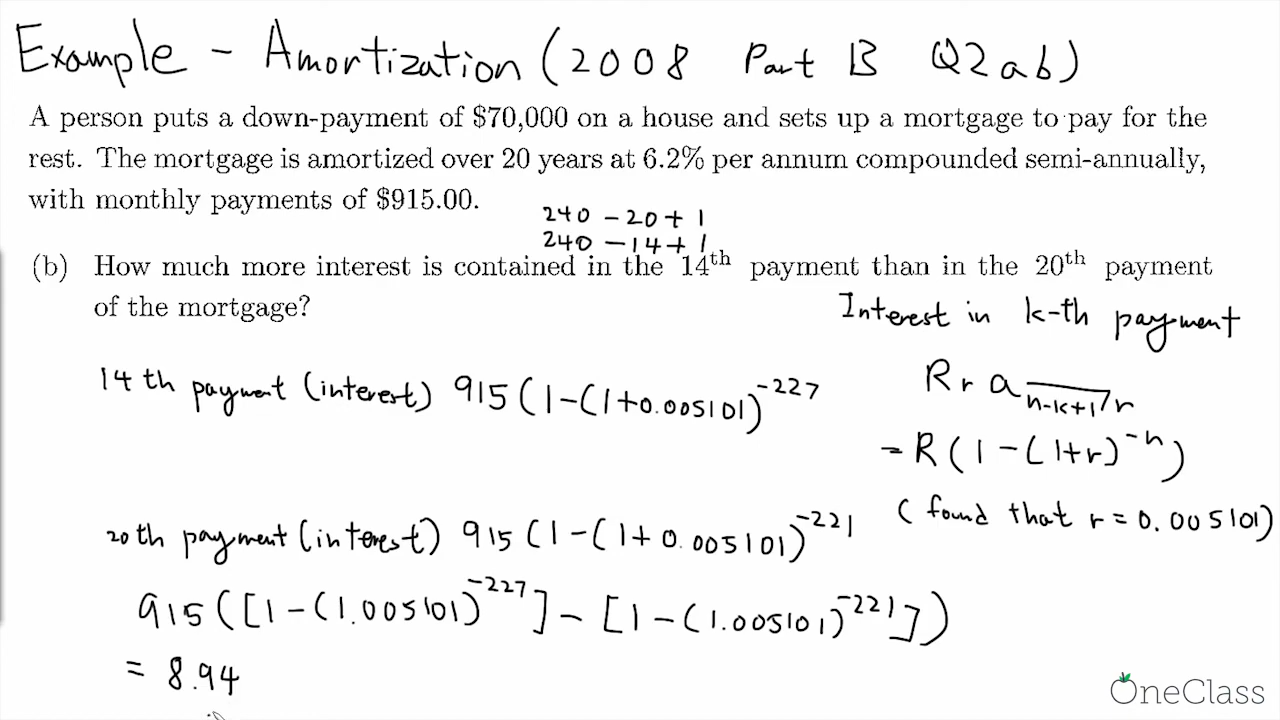 Example - Amortization (2008 Part B Q2ab)
A person puts a down-payment of $70,000 on a house and sets up a mortgage to pay for the
rest. The mortgage is amortized over 20 years at 6.2% per annum compounded semi-annually,
with monthly payments of $915.00.
240 - 20 + 1
240 - 14 + 1
(b) How much more interest is contained in the 14th payment than in the 20th payment
of the mortgage?
Interest in k-th payment
14th payment (interest) 915(1-(1+0.005101)^-227
R r a n-k+1 r
= R(1-(1+r)^-n)
(found that r = 0.005101)
20th payment (interest) 915(1-(1+0.005101)^-221
915([1-(1.005101)^-227] - [1-(1.005101)^-221])
= 8.94
OneClass